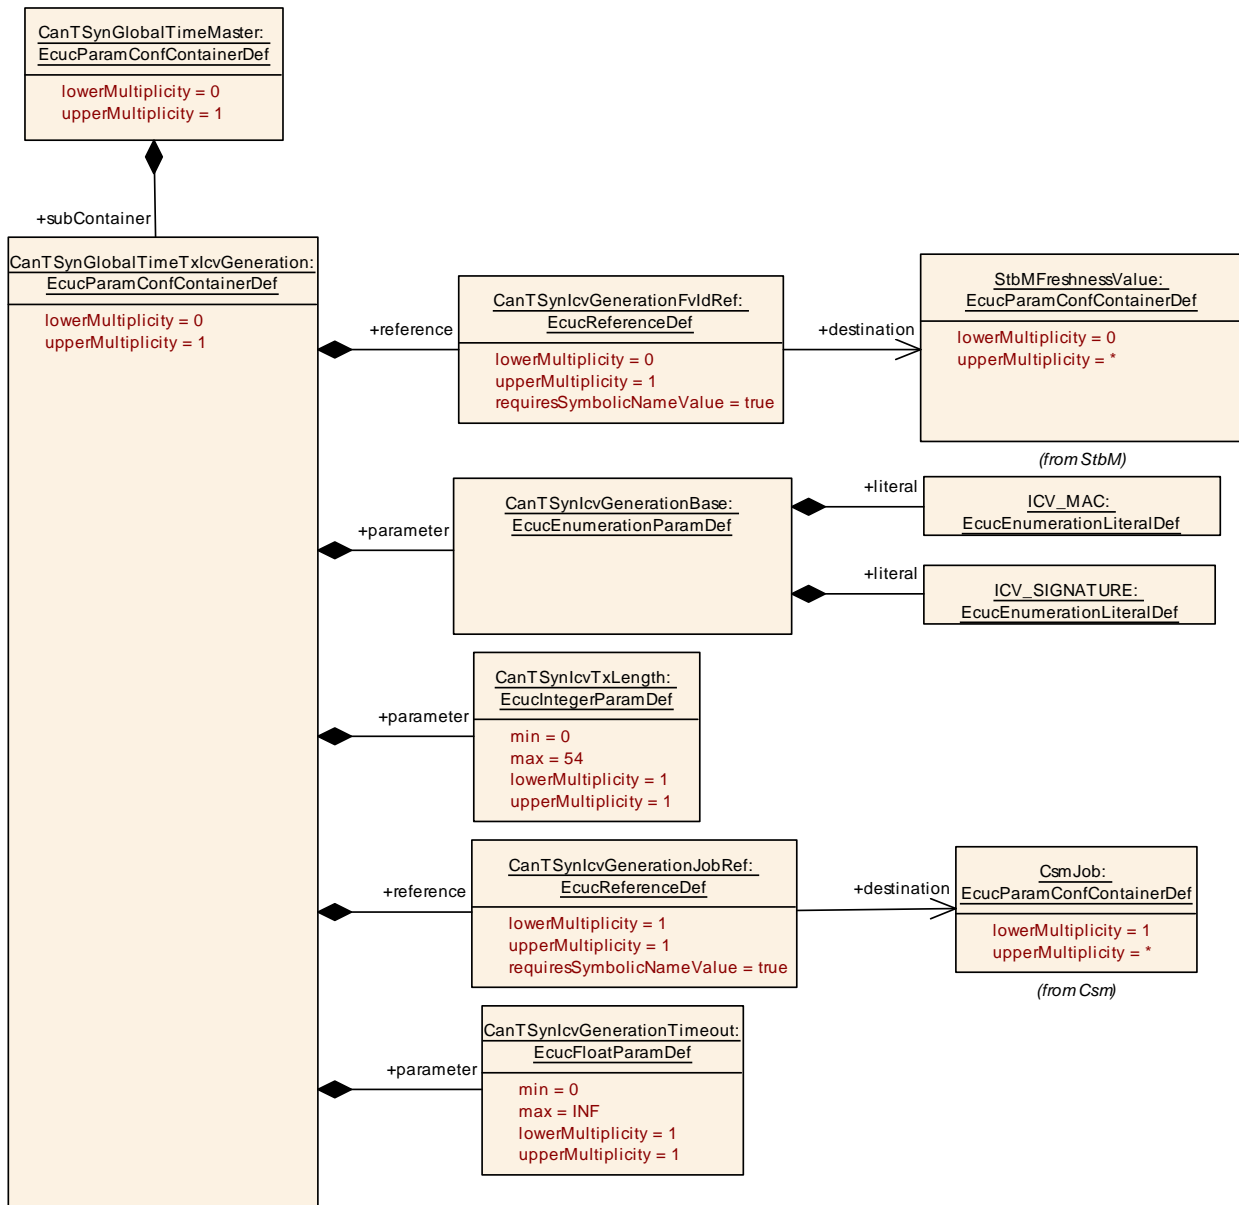 CanTSynGlobalTimeMaster:
EcucParamConfContainerDef
lowerMultiplicity = 0
upperMultiplicity = 1
+subContainer
CanTSynGlobalTimeTxIcvGeneration:
EcucParamConfContainerDef
lowerMultiplicity = 0
upperMultiplicity = 1
+reference
CanTSynIcvGenerationFvIdRef:
EcucReferenceDef
lowerMultiplicity = 0
upperMultiplicity = 1
requiresSymbolicNameValue = true
+destination
StbMFreshnessValue:
EcucParamConfContainerDef
lowerMultiplicity = 0
upperMultiplicity = *
(from StbM)
+parameter
CanTSynIcvGenerationBase:
EcucEnumerationParamDef
+literal
ICV_MAC:
EcucEnumerationLiteralDef
+literal
ICV_SIGNATURE:
EcucEnumerationLiteralDef
+parameter
CanTSynIcvTxLength:
EcucIntegerParamDef
min = 0
max = 54
lowerMultiplicity = 1
upperMultiplicity = 1
+reference
CanTSynIcvGenerationJobRef:
EcucReferenceDef
lowerMultiplicity = 1
upperMultiplicity = 1
requiresSymbolicNameValue = true
+destination
CsmJob:
EcucParamConfContainerDef
lowerMultiplicity = 1
upperMultiplicity = *
(from Csm)
+parameter
CanTSynIcvGenerationTimeout:
EcucFloatParamDef
min = 0
max = INF
lowerMultiplicity = 1
upperMultiplicity = 1